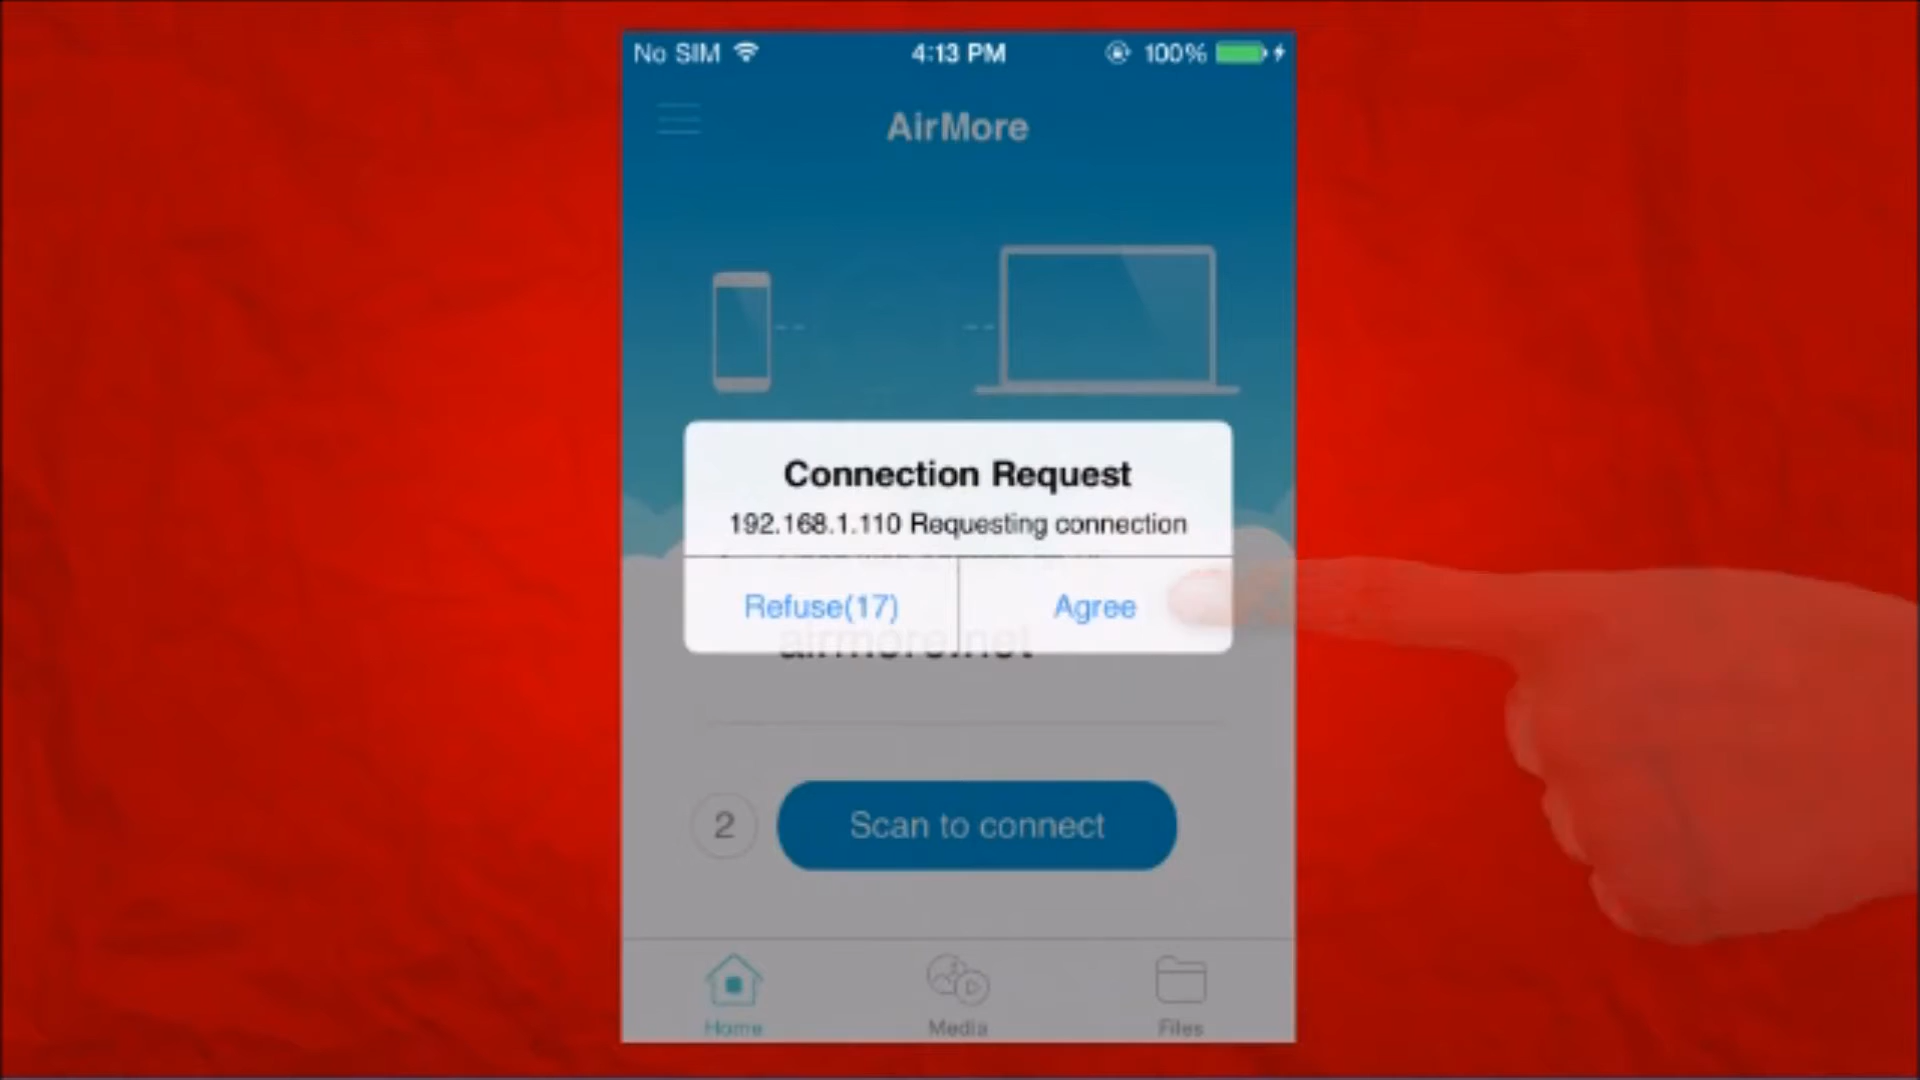 No SIM 4:13 PM 100%
AirMore
Connection Request
192.168.1.110 Requesting connection
Refuse(17) Agree
airmore.net
2 Scan to connect
Home Media Files